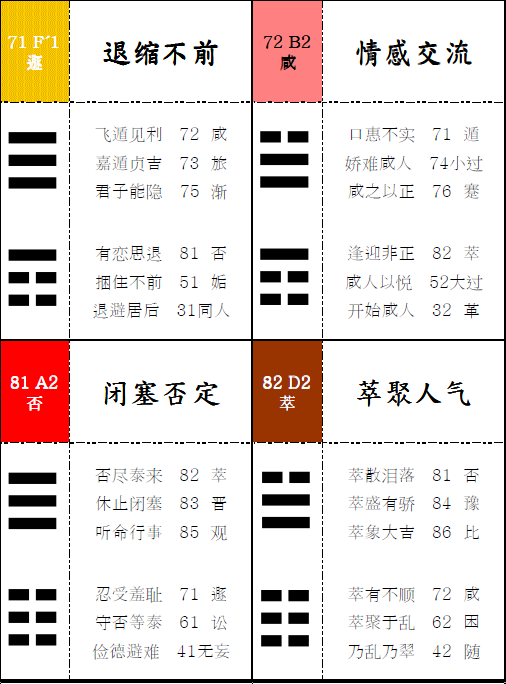 71 F´1
遯
退缩不前
飞遁见利 72 咸
嘉遁贞吉 73 旅
君子能隐 75 渐
有恋思退 81 否
捆住不前 51 姤
退避居后 31同人
72 B2
咸
情感交流
口惠不实 71 遁
娇难咸人 74小过
咸之以正 76 蹇
逢迎非正 82 萃
咸人以悦 52大过
开始咸人 32 革
81 A2
否
闭塞否定
否尽泰来 82 萃
休止闭塞 83 晋
听命行事 85 观
忍受羞耻 71 遯
守否等泰 61 讼
俭德避难 41无妄
82 D2
萃
萃聚人气
萃散泪落 81 否
萃盛有骄 84 豫
萃象大吉 86 比
萃有不顺 72 咸
萃聚于乱 62 困
乃乱乃翠 42 随